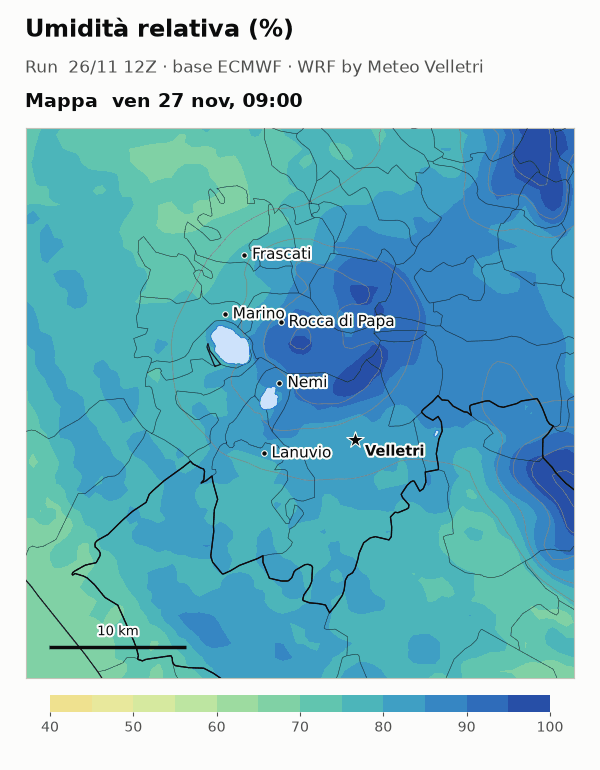 Umidità relativa (%)
Run  26/11 12Z · base ECMWF · WRF by Meteo Velletri
Mappa  ven 27 nov, 09:00
Frascati
Marino
Rocca di Papa
Nemi
Velletri
Lanuvio
10 km
40 50 60 70 80 90 100